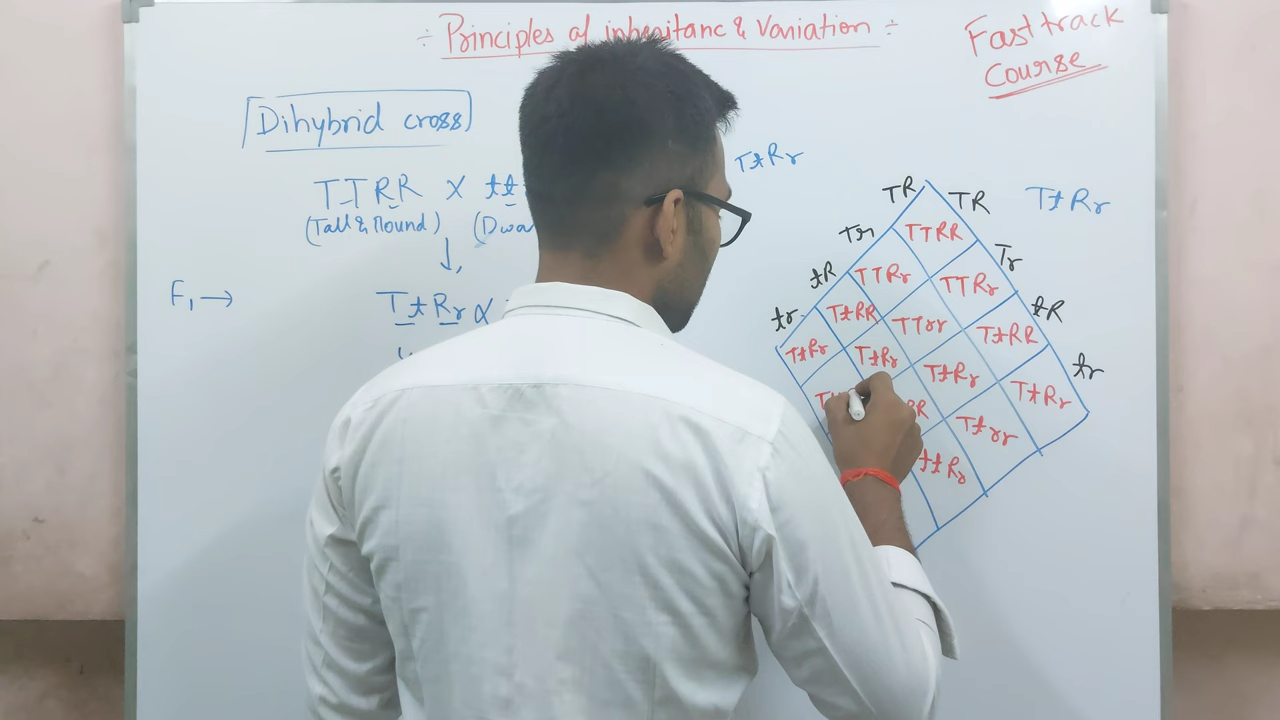 ÷ Principles of inheritanc & Variation ÷
Fast track
Course
Dihybrid cross
TTRR X tt
(Tall & Round) (Dwa
F1 →
TtRr X
TtRr
TtRr
TR TR
Tr Tr
tR tR
tr tr
TTRR
TTRr TTRr
TtRR TTrr TtRR
TtRr TtRr TtRr TtRr
RR Ttrr
ttRr